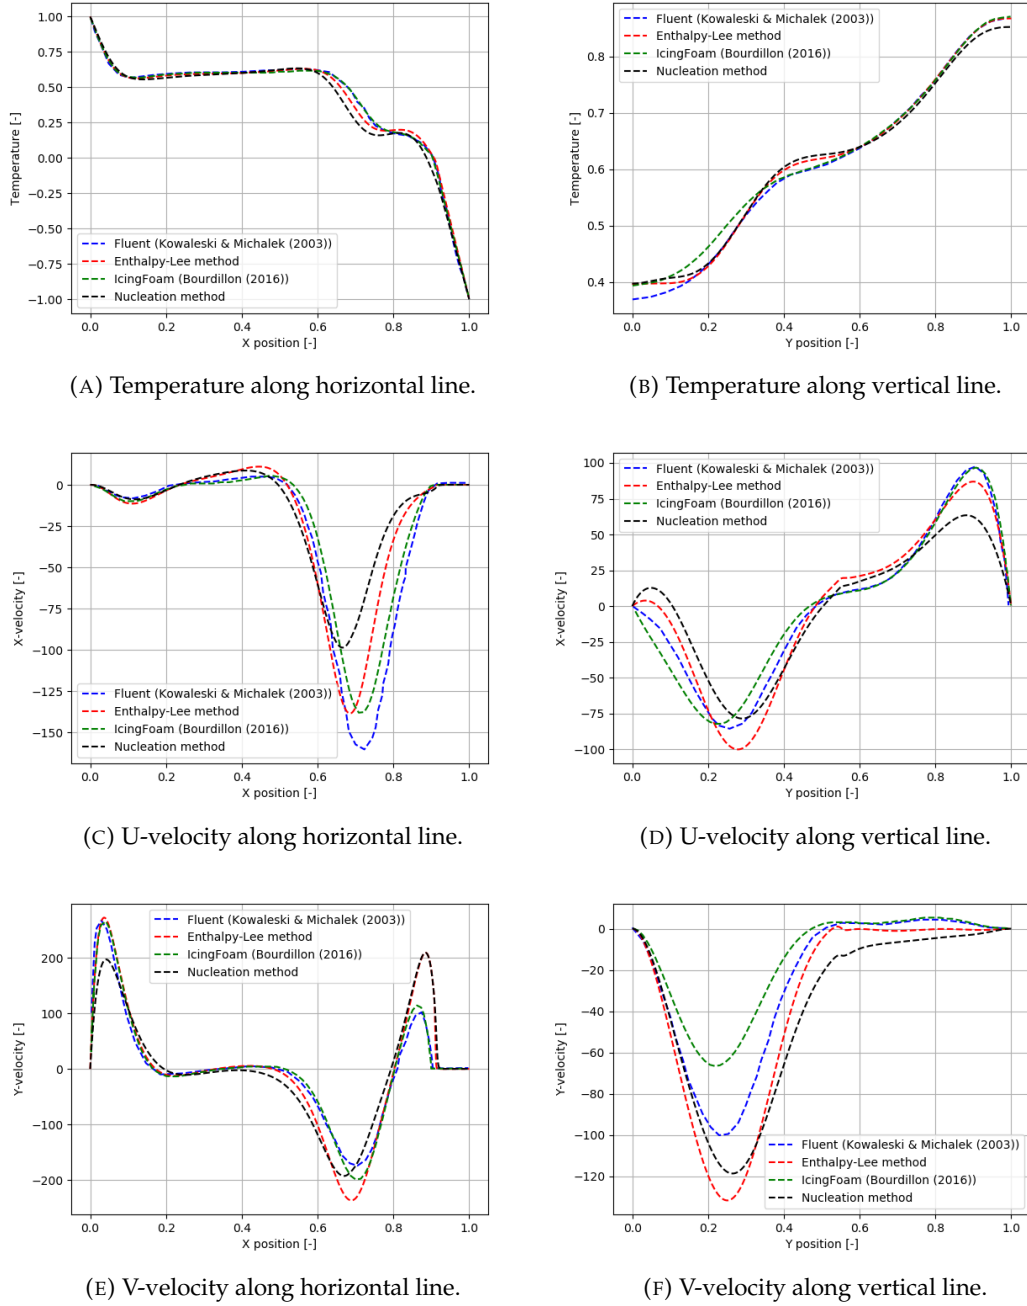 1.00
0.75
0.50
0.25
0.00
−0.25
−0.50
−0.75
−1.00
Temperature [-]
Fluent (Kowaleski & Michalek (2003))
Enthalpy-Lee method
IcingFoam (Bourdillon (2016))
Nucleation method
0.0 0.2 0.4 0.6 0.8 1.0
X position [-]
(A) Temperature along horizontal line.
0.8
0.7
0.6
0.5
0.4
Temperature [-]
Fluent (Kowaleski & Michalek (2003))
Enthalpy-Lee method
IcingFoam (Bourdillon (2016))
Nucleation method
0.0 0.2 0.4 0.6 0.8 1.0
Y position [-]
(B) Temperature along vertical line.
0
−25
−50
−75
−100
−125
−150
X-velocity [-]
Fluent (Kowaleski & Michalek (2003))
Enthalpy-Lee method
IcingFoam (Bourdillon (2016))
Nucleation method
0.0 0.2 0.4 0.6 0.8 1.0
X position [-]
(C) U-velocity along horizontal line.
100
75
50
25
0
−25
−50
−75
−100
X-velocity [-]
Fluent (Kowaleski & Michalek (2003))
Enthalpy-Lee method
IcingFoam (Bourdillon (2016))
Nucleation method
0.0 0.2 0.4 0.6 0.8 1.0
Y position [-]
(D) U-velocity along vertical line.
200
100
0
−100
−200
Y-velocity [-]
Fluent (Kowaleski & Michalek (2003))
Enthalpy-Lee method
IcingFoam (Bourdillon (2016))
Nucleation method
0.0 0.2 0.4 0.6 0.8 1.0
X position [-]
(E) V-velocity along horizontal line.
0
−20
−40
−60
−80
−100
−120
Y-velocity [-]
Fluent (Kowaleski & Michalek (2003))
Enthalpy-Lee method
IcingFoam (Bourdillon (2016))
Nucleation method
0.0 0.2 0.4 0.6 0.8 1.0
Y position [-]
(F) V-velocity along vertical line.